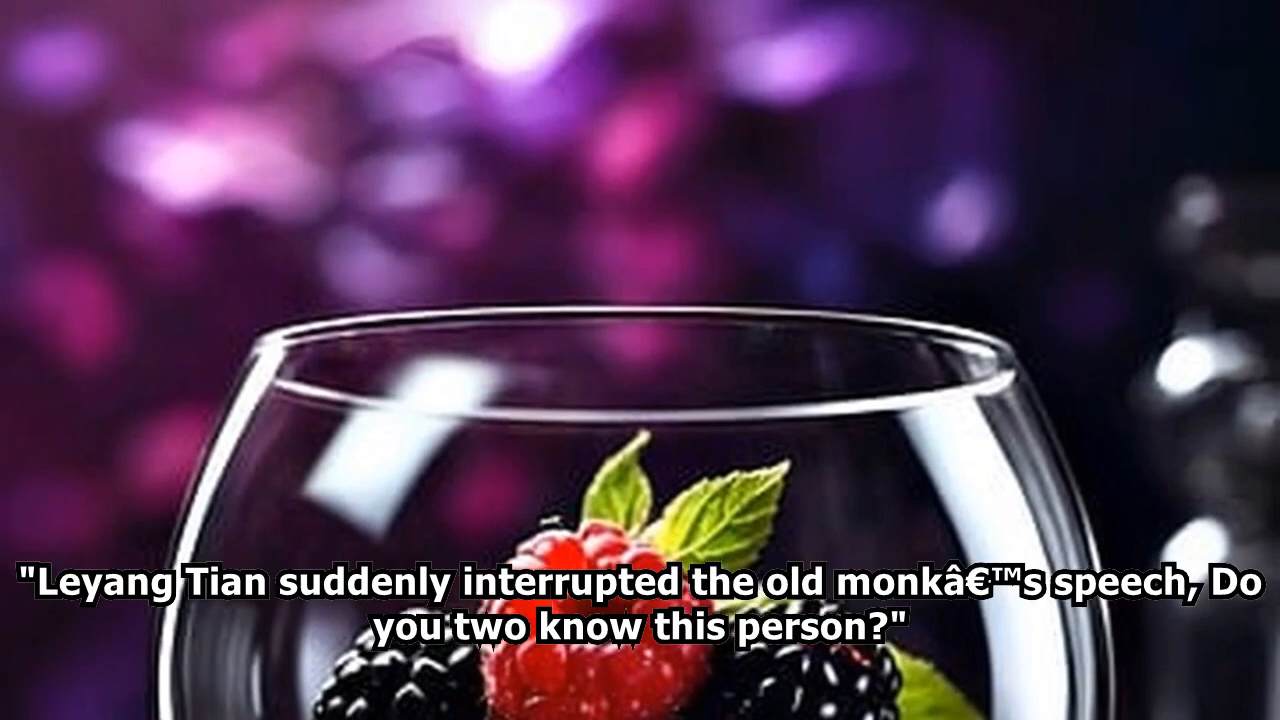 "Leyang Tian suddenly interrupted the old monkâ€™s speech, Do
you two know this person?"